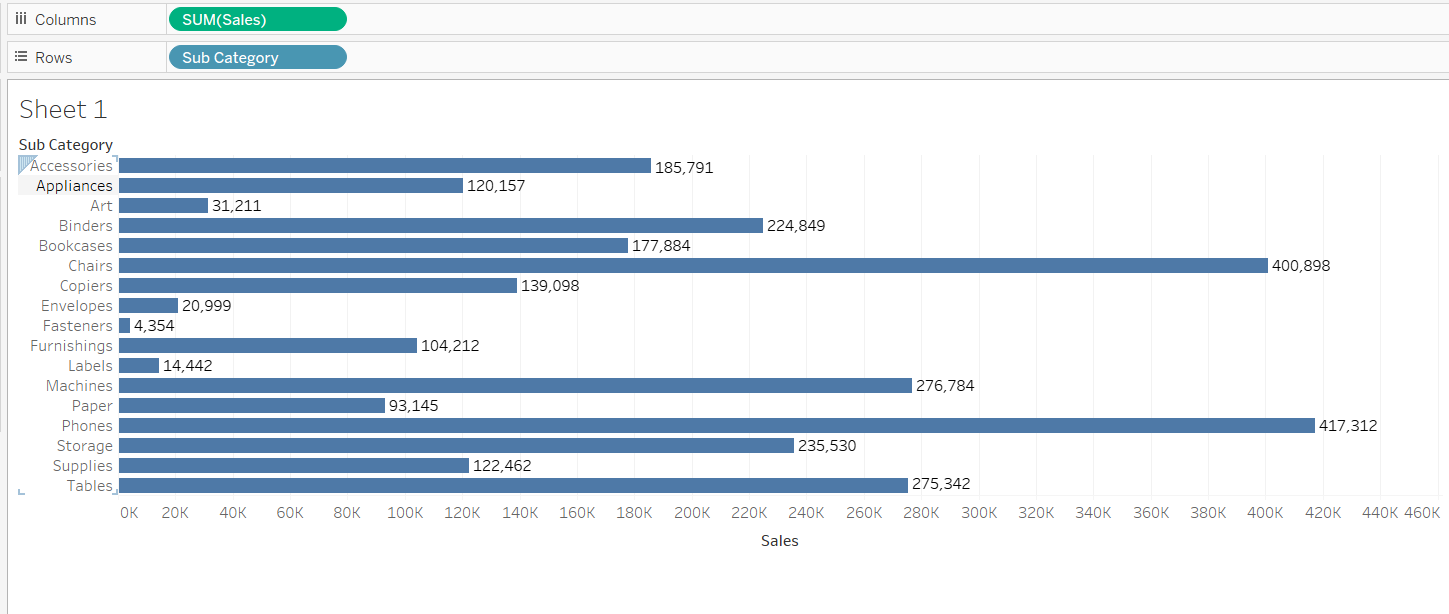 Columns SUM(Sales)
Rows Sub Category
Sheet 1
Sub Category
Accessories 185,791
Appliances 120,157
Art 31,211
Binders 224,849
Bookcases 177,884
Chairs 400,898
Copiers 139,098
Envelopes 20,999
Fasteners 4,354
Furnishings 104,212
Labels 14,442
Machines 276,784
Paper 93,145
Phones 417,312
Storage 235,530
Supplies 122,462
Tables 275,342
0K 20K 40K 60K 80K 100K 120K 140K 160K 180K 200K 220K 240K 260K 280K 300K 320K 340K 360K 380K 400K 420K 440K 460K
Sales